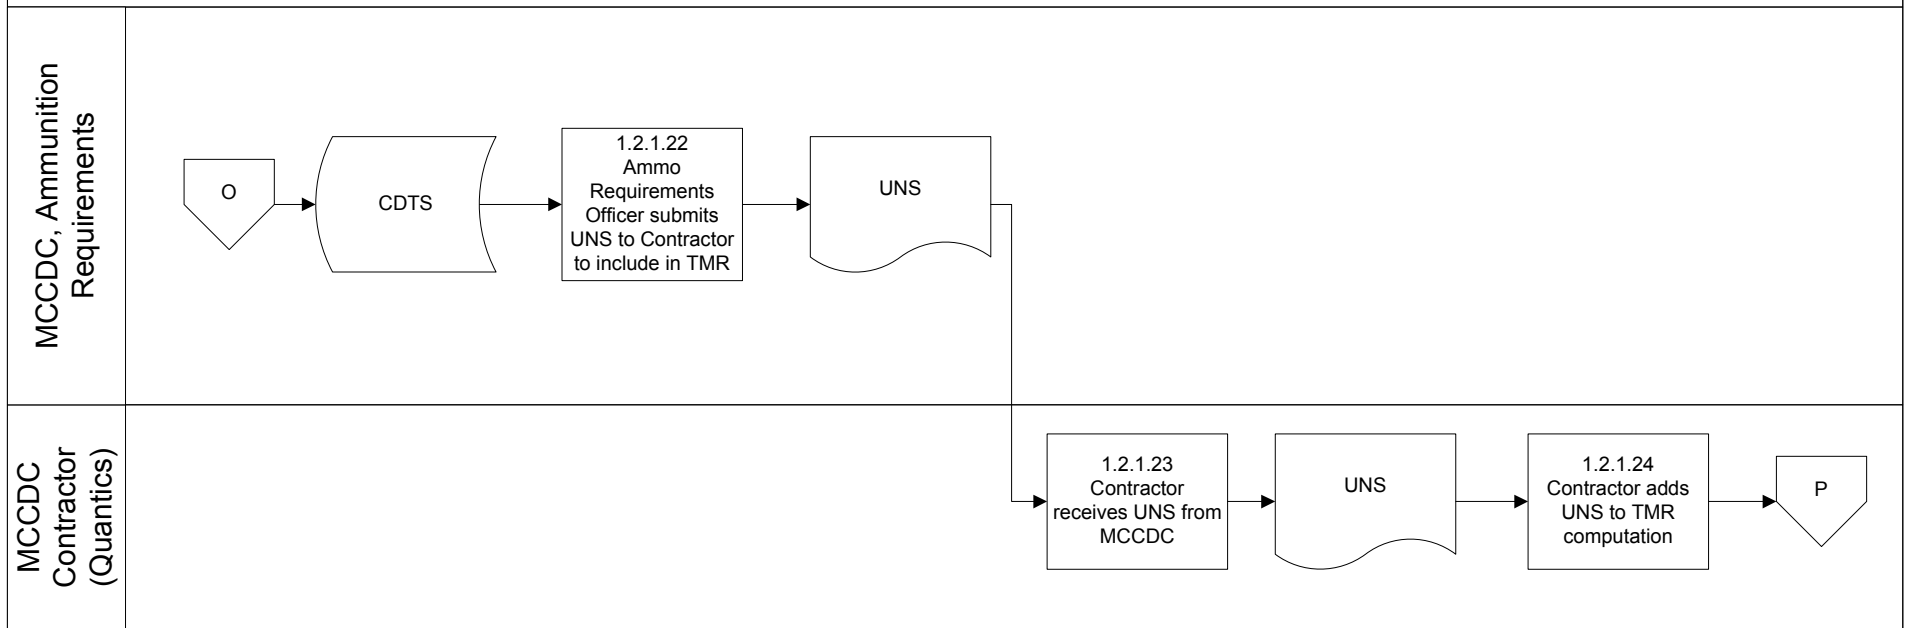 MCCDC, Ammunition
Requirements
O
CDTS
1.2.1.22
Ammo
Requirements
Officer submits
UNS to Contractor
to include in TMR
UNS
MCCDC
Contractor
(Quantics)
1.2.1.23
Contractor
receives UNS from
MCCDC
UNS
1.2.1.24
Contractor adds
UNS to TMR
computation
P